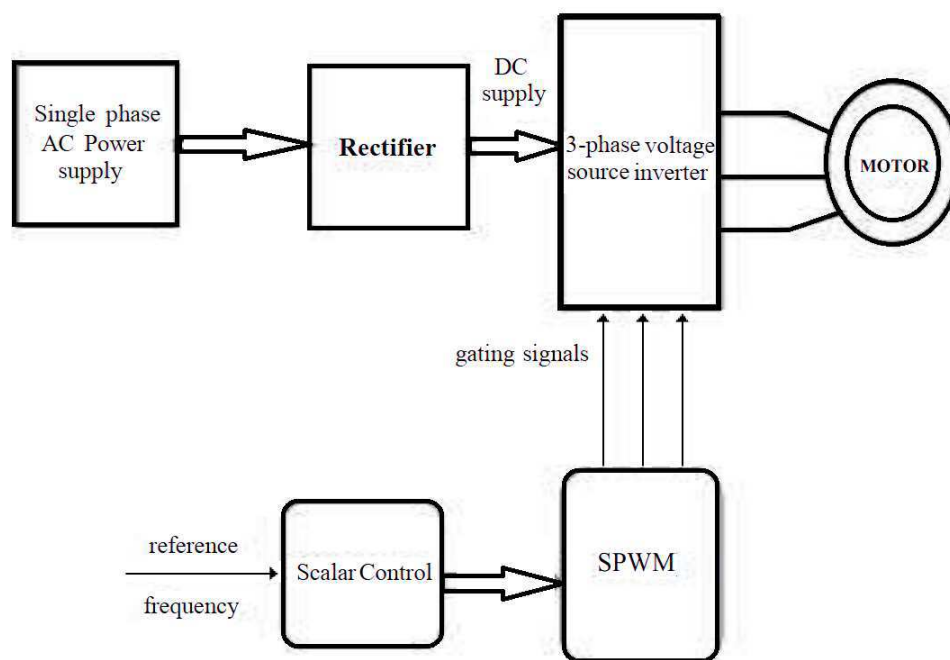 Single phase
AC Power
supply
Rectifier
DC
supply
3-phase voltage
source inverter
MOTOR
gating signals
reference
frequency
Scalar Control
SPWM